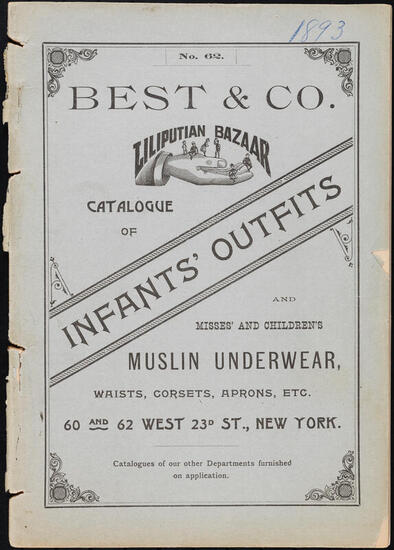 1893
No. 62.
BEST & CO.
LILIPUTIAN BAZAAR
CATALOGUE
OF
INFANTS' OUTFITS
AND
MISSES' AND CHILDREN'S
MUSLIN UNDERWEAR,
WAISTS, CORSETS, APRONS, ETC.
60 AND 62 WEST 23D ST., NEW YORK.
Catalogues of our other Departments furnished
on application.